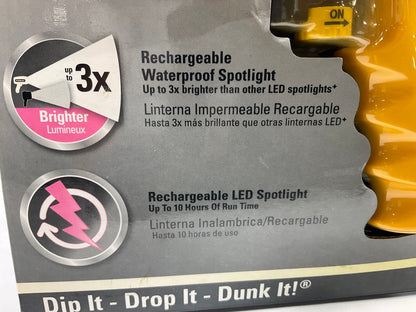 ON
Rechargeable
Waterproof Spotlight
Up to 3x brighter than other LED spotlights+
Linterna Impermeable Recargable
Hasta 3x más brillante que otras linternas LED+
up to 3x
Brighter
Lumineux
Rechargeable LED Spotlight
Up To 10 Hours Of Run Time
Linterna Inalambrica/Recargable
Hasta 10 horas de uso
Dip It - Drop It - Dunk It!®